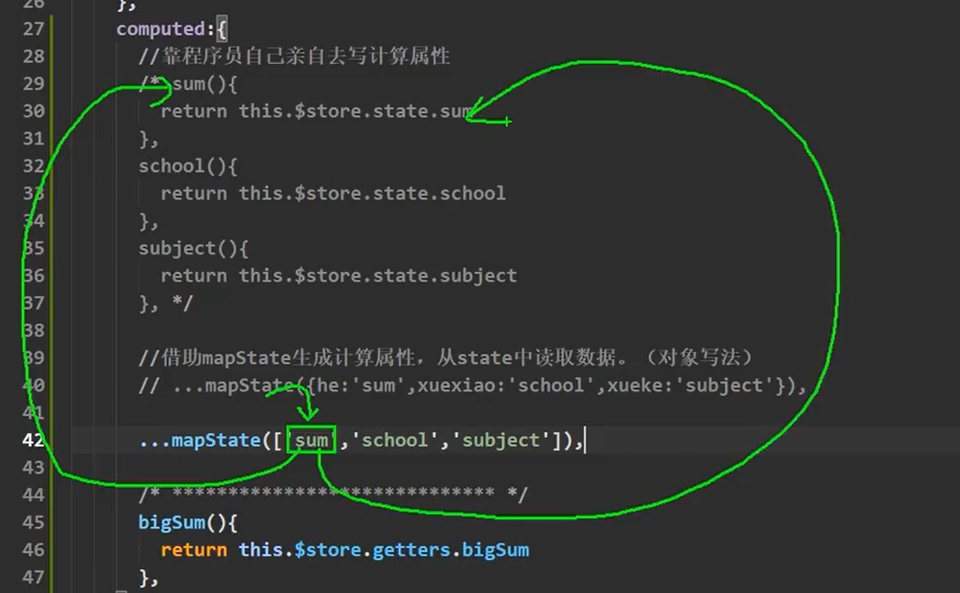 26 },
27 computed:{
28 //靠程序员自己亲自去写计算属性
29 /* sum(){
30 return this.$store.state.sum
31 },
32 school(){
33 return this.$store.state.school
34 },
35 subject(){
36 return this.$store.state.subject
37 }, */
38
39 //借助mapState生成计算属性，从state中读取数据。（对象写法）
40 // ...mapState({he:'sum',xuexiao:'school',xueke:'subject'}),
41
42 ...mapState(['sum','school','subject']),
43
44 /* ***************************** */
45 bigSum(){
46 return this.$store.getters.bigSum
47 },